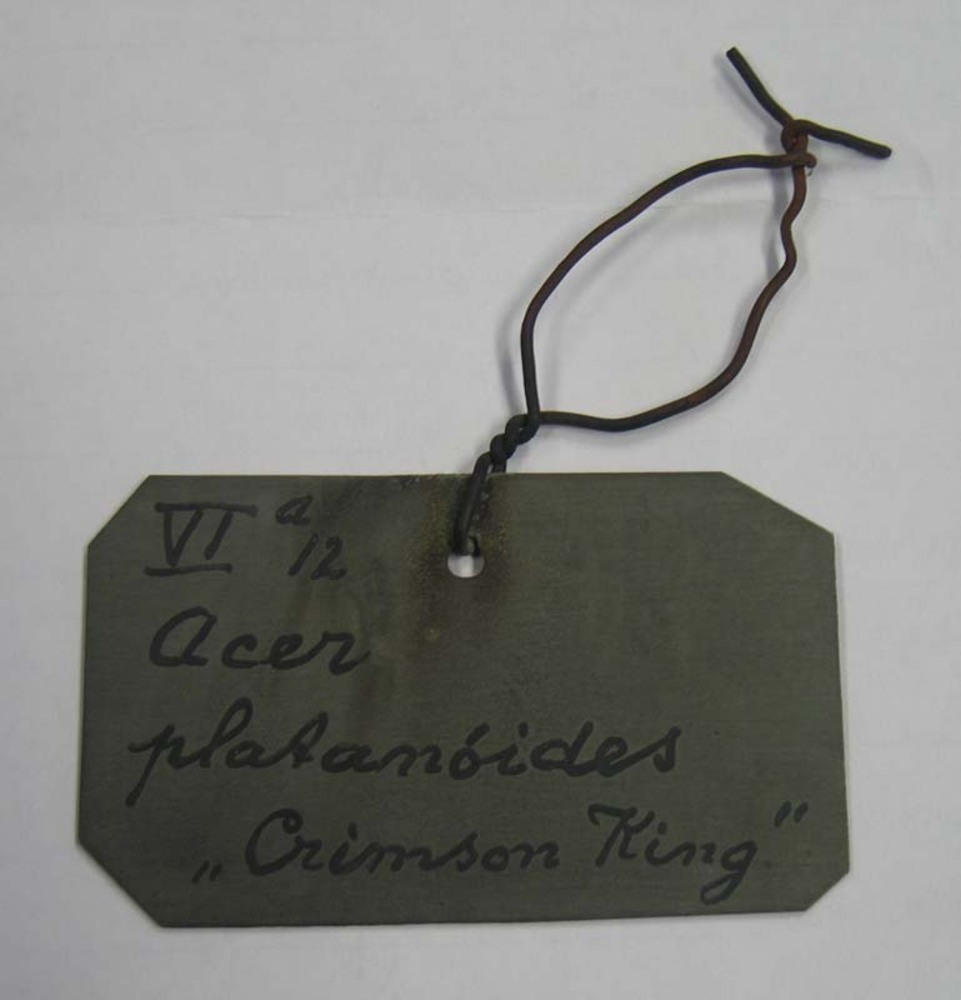 VI a 12
Acer
platanóides
„Crimson King"